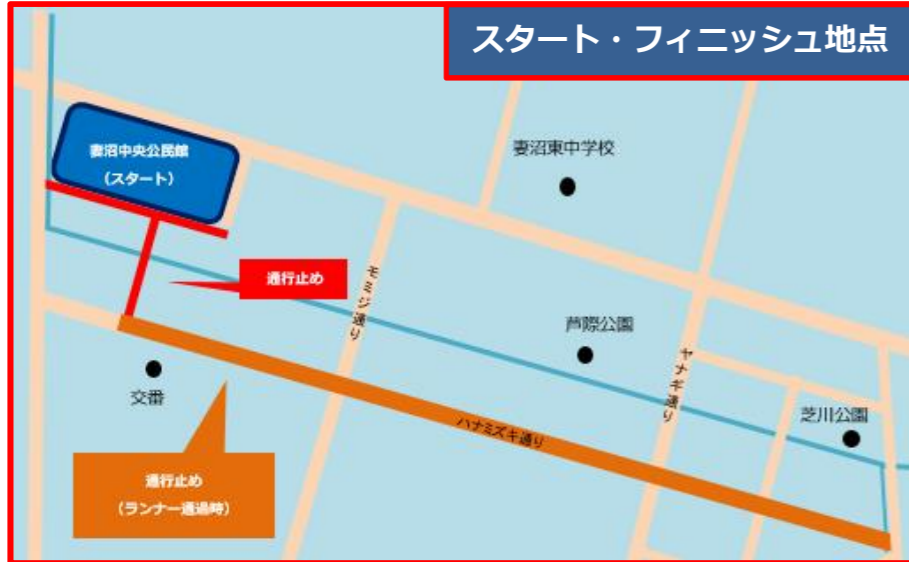 スタート・フィニッシュ地点
妻沼中央公民館
(スタート)
妻沼東中学校
通行止め
モミジ通り
芦際公園
ヤナギ通り
交番
芝川公園
ハナミズキ通り
通行止め
(ランナー通過時)